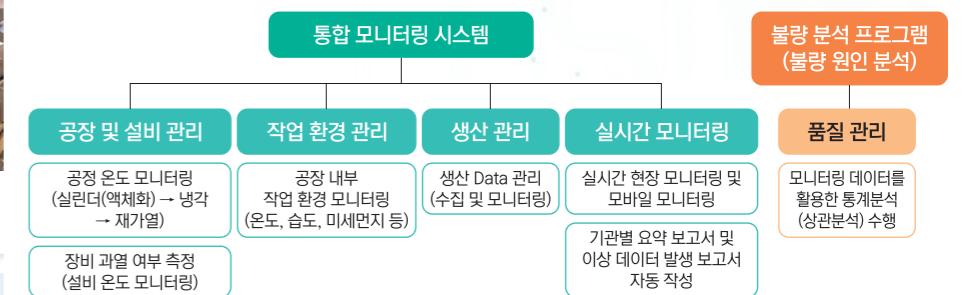 통합 모니터링 시스템
불량 분석 프로그램
(불량 원인 분석)
공장 및 설비 관리
작업 환경 관리
생산 관리
실시간 모니터링
품질 관리
공정 온도 모니터링
(실린더(액체화) → 냉각
→ 재가열)
장비 과열 여부 측정
(설비 온도 모니터링)
공장 내부
작업 환경 모니터링
(온도, 습도, 미세먼지 등)
생산 Data 관리
(수집 및 모니터링)
실시간 현장 모니터링 및
모바일 모니터링
기관별 요약 보고서 및
이상 데이터 발생 보고서
자동 작성
모니터링 데이터를
활용한 통계분석
(상관분석) 수행